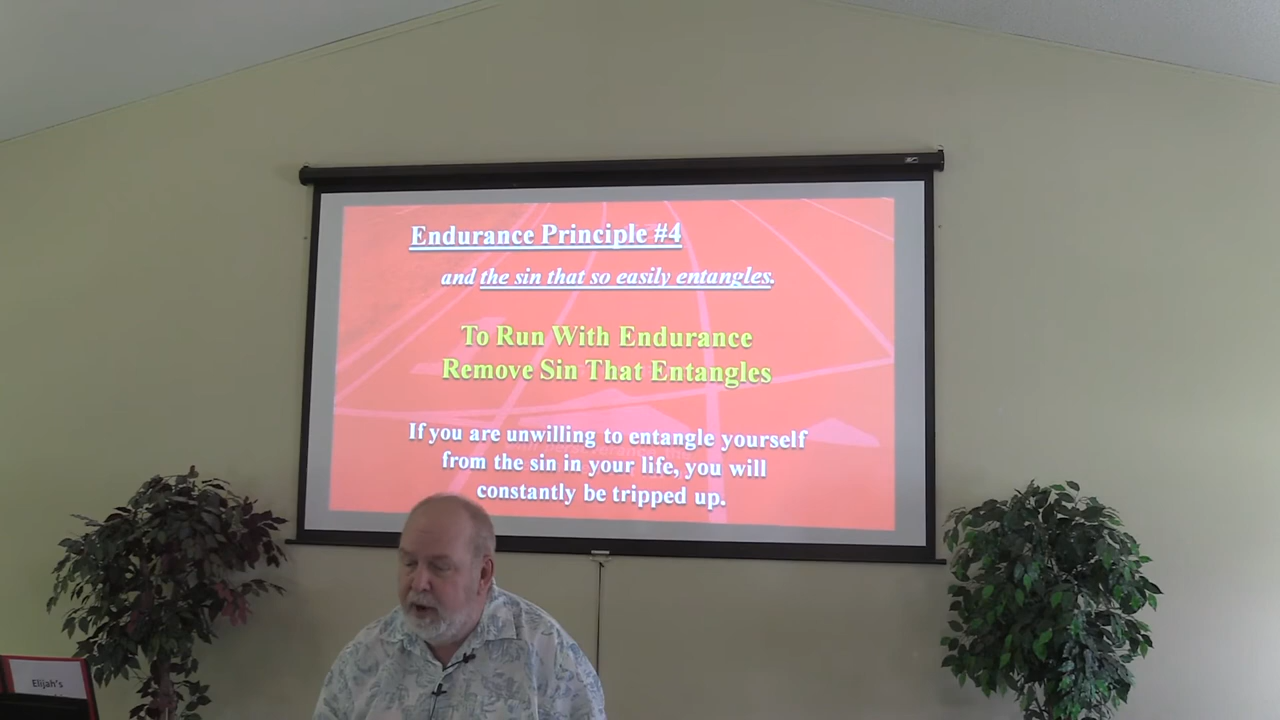 Endurance Principle #4
and the sin that so easily entangles.
To Run With Endurance
Remove Sin That Entangles
If you are unwilling to entangle yourself
from the sin in your life, you will
constantly be tripped up.
Elijah's